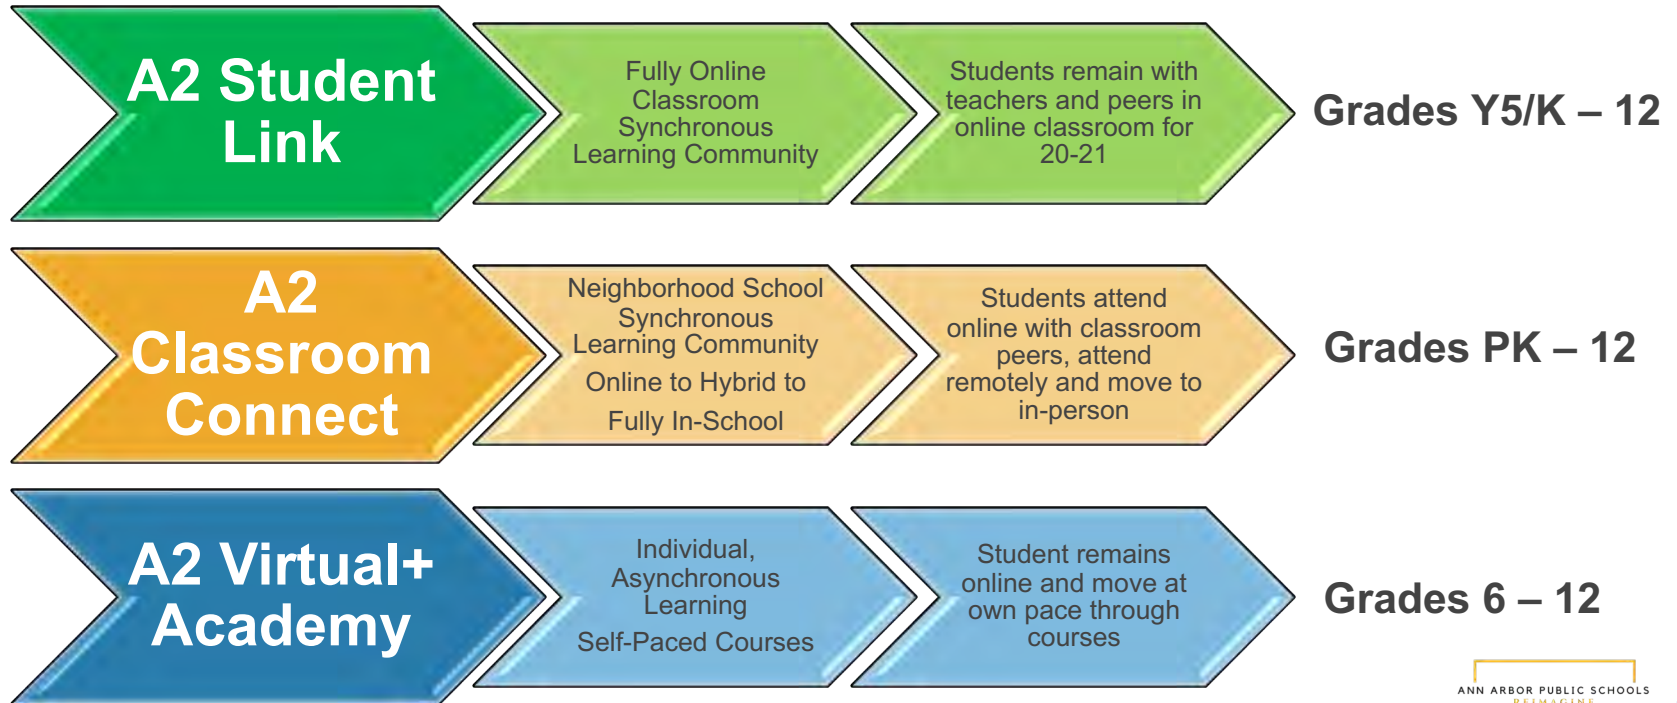 A2 Student
Link
Fully Online
Classroom
Synchronous
Learning Community
Students remain with
teachers and peers in
online classroom for
20-21
Grades Y5/K – 12
A2
Classroom
Connect
Neighborhood School
Synchronous
Learning Community
Online to Hybrid to
Fully In-School
Students attend
online with classroom
peers, attend
remotely and move to
in-person
Grades PK – 12
A2 Virtual+
Academy
Individual,
Asynchronous
Learning
Self-Paced Courses
Student remains
online and move at
own pace through
courses
Grades 6 – 12
ANN ARBOR PUBLIC SCHOOLS
REIMAGINE